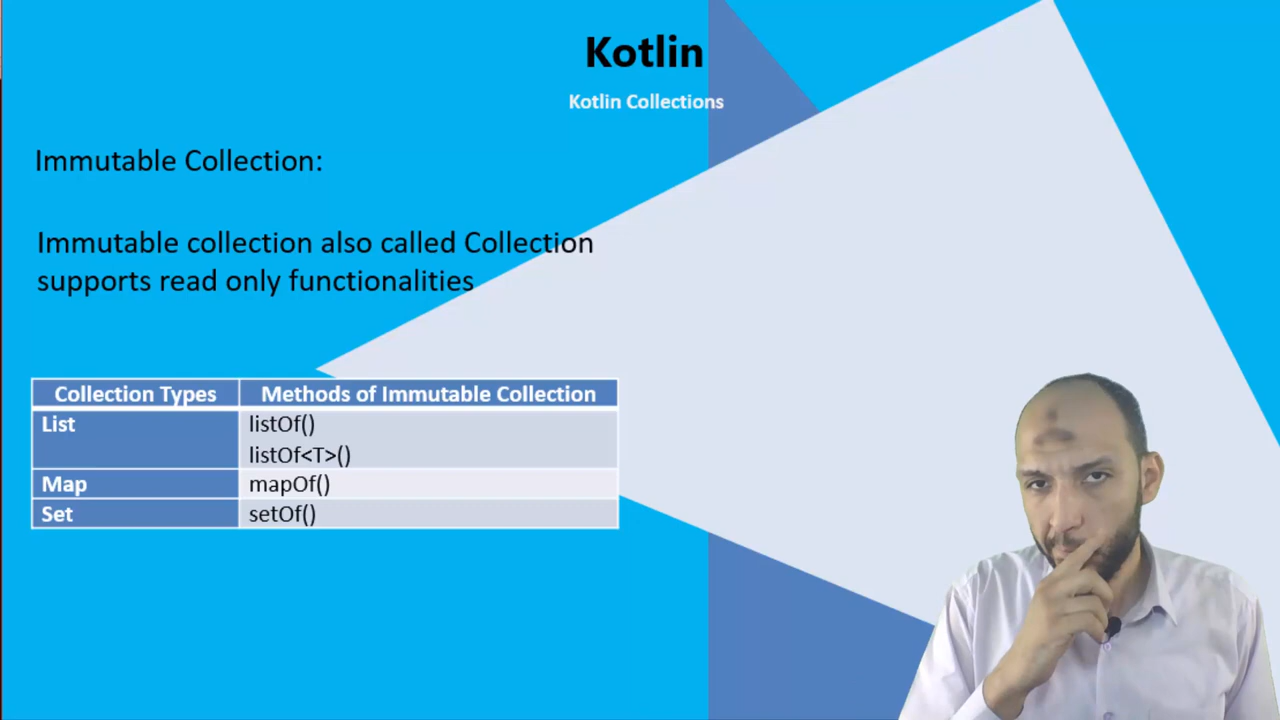 Kotlin
Kotlin Collections
Immutable Collection:
Immutable collection also called Collection
supports read only functionalities
Collection Types Methods of Immutable Collection
List listOf()
listOf<T>()
Map mapOf()
Set setOf()